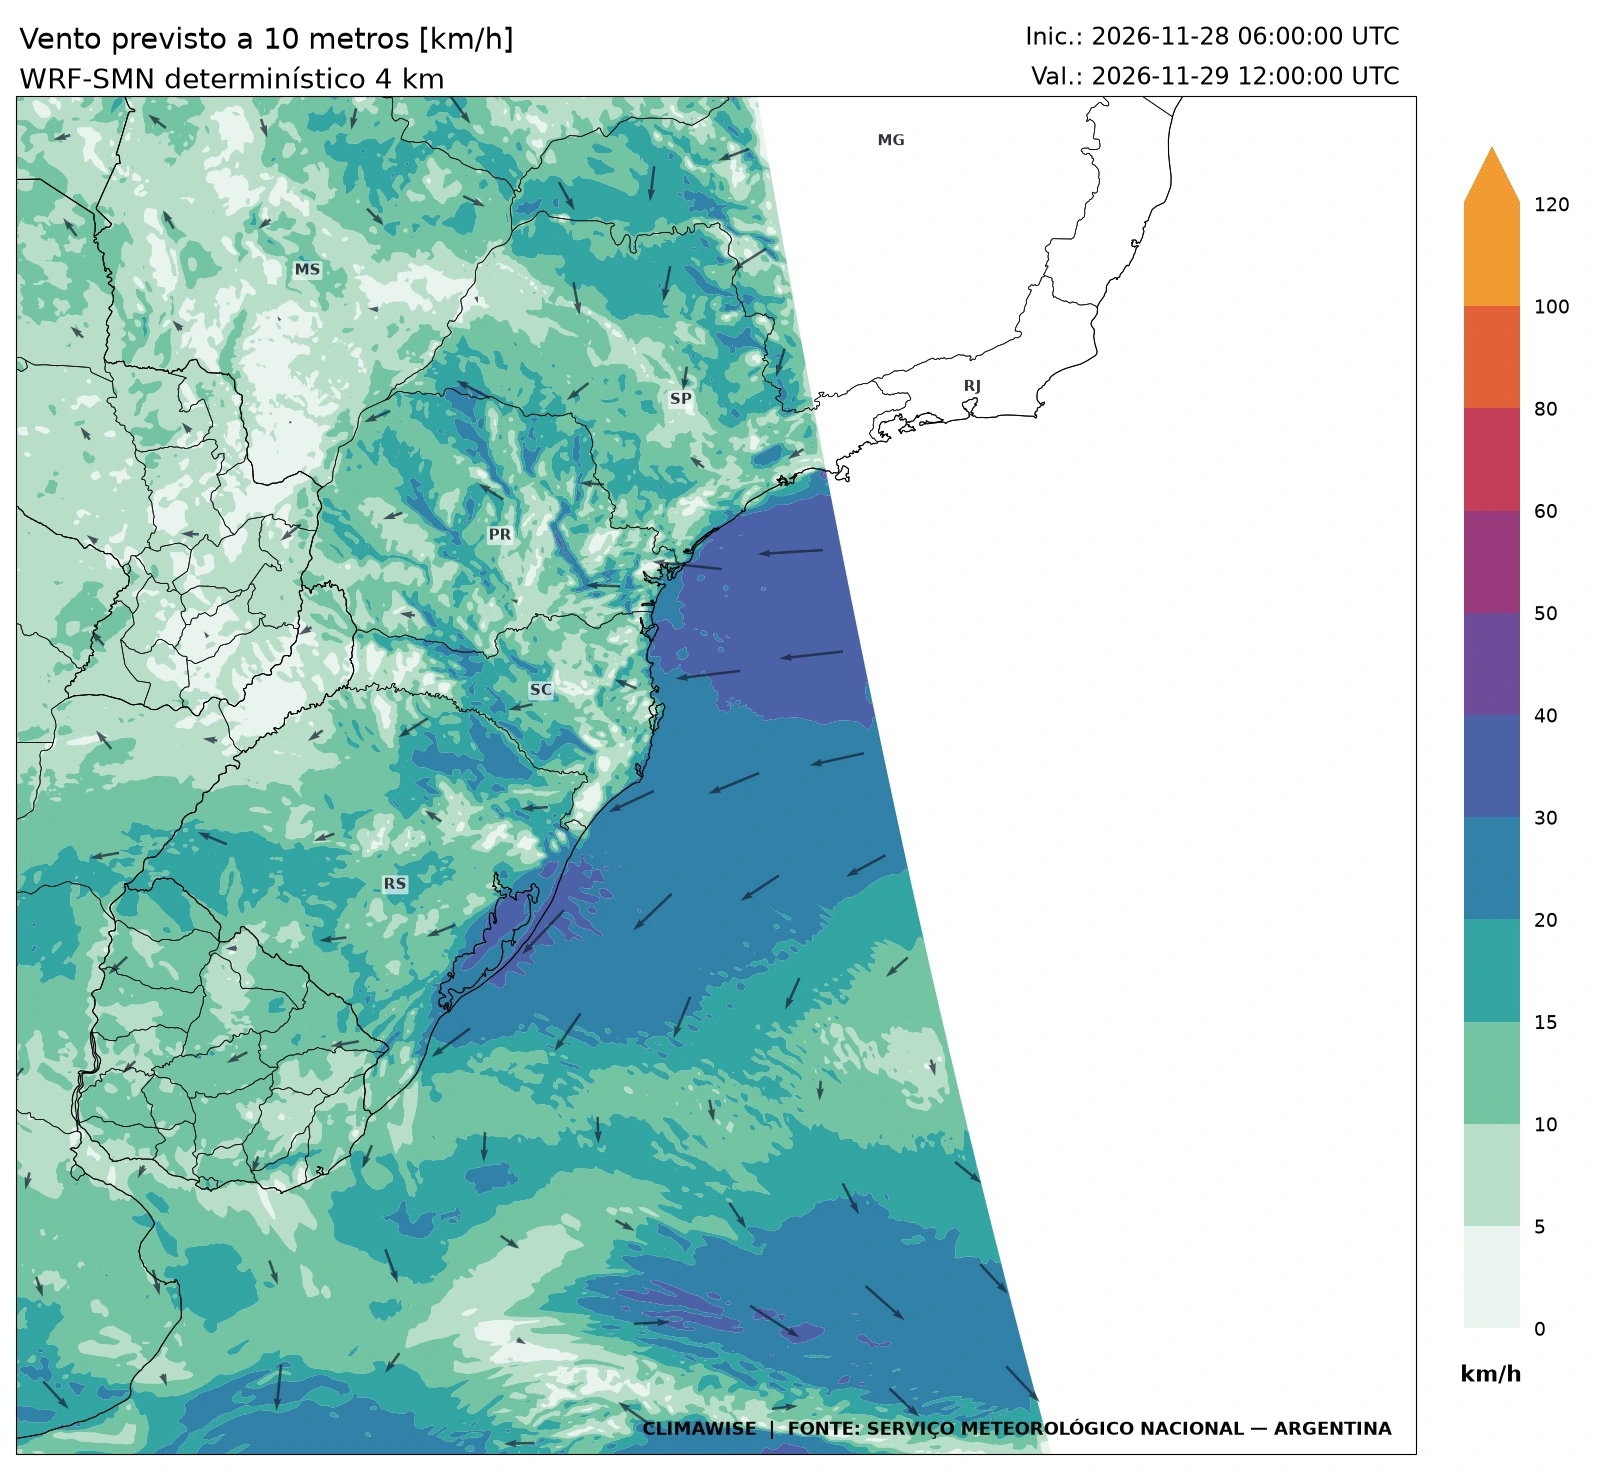 Vento previsto a 10 metros [km/h]
WRF-SMN determinístico 4 km
Inic.: 2026-11-28 06:00:00 UTC
Val.: 2026-11-29 12:00:00 UTC
MG
MS
RJ
SP
PR
SC
RS
120
100
80
60
50
40
30
20
15
10
5
0
km/h
CLIMAWISE | FONTE: SERVIÇO METEOROLÓGICO NACIONAL — ARGENTINA